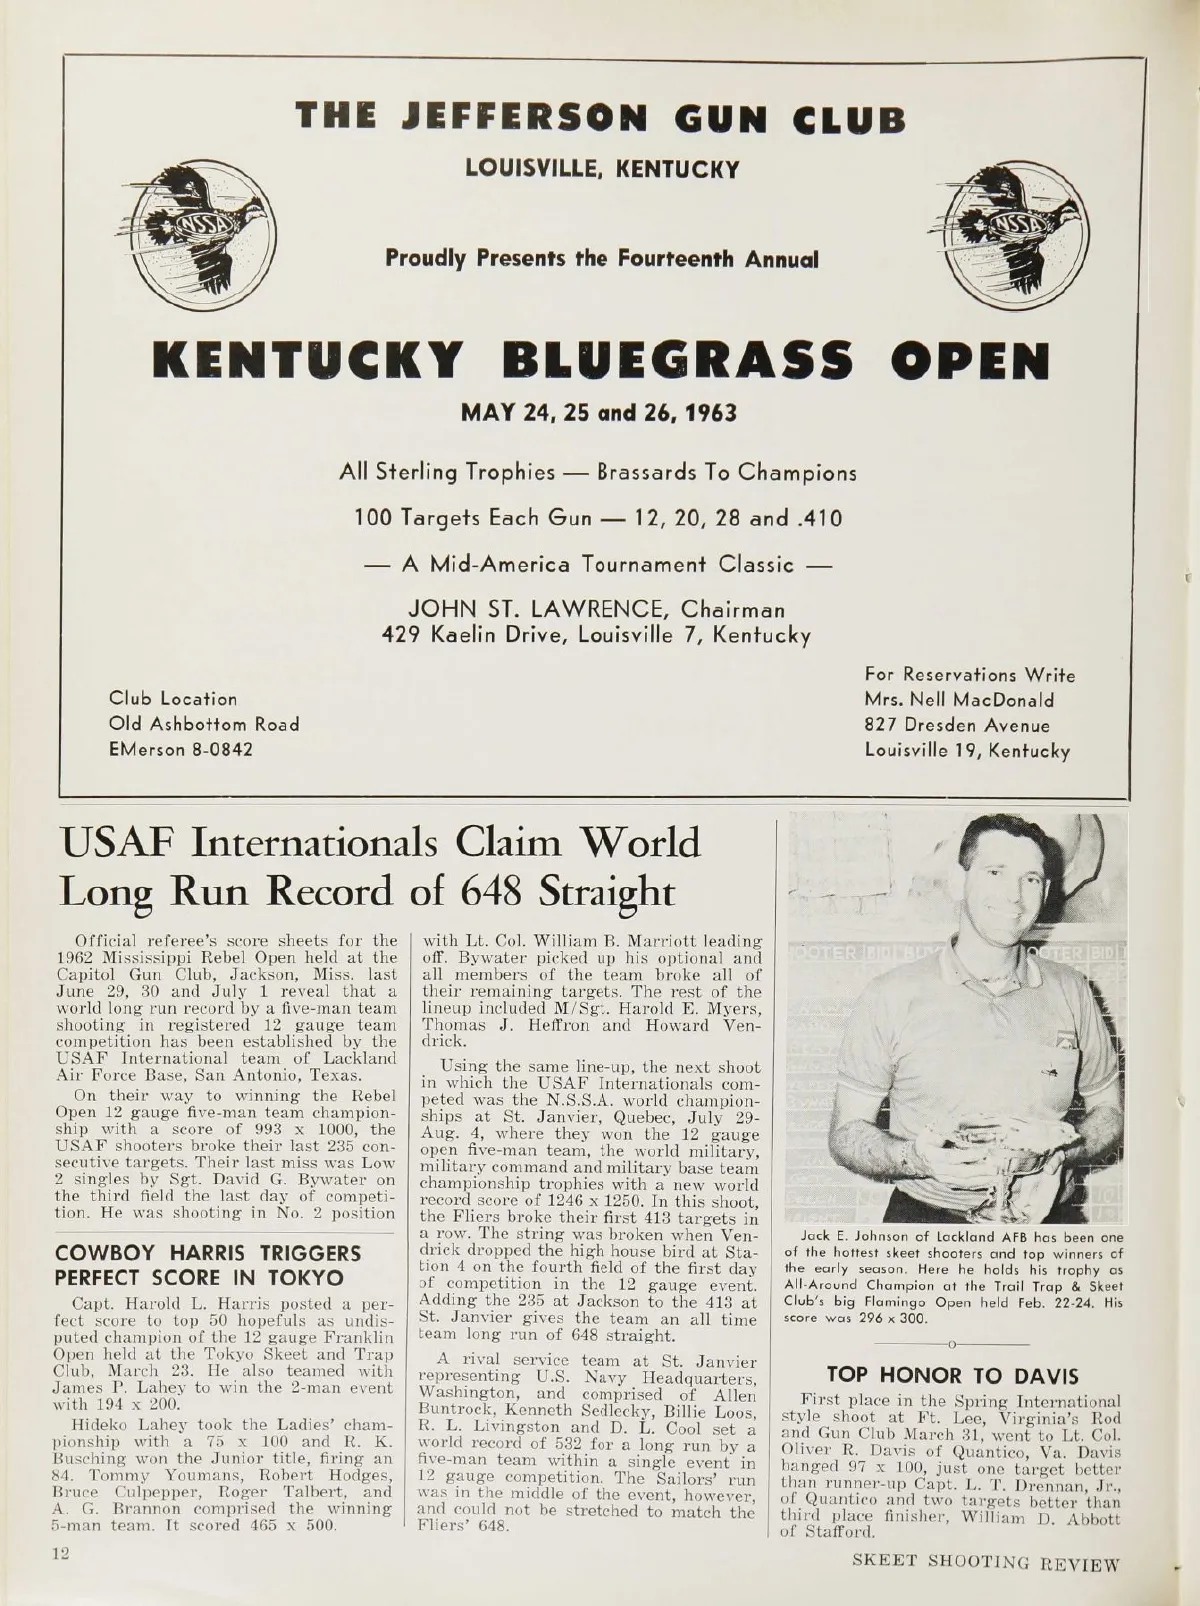 THE JEFFERSON GUN CLUB
LOUISVILLE, KENTUCKY
NSSA
NSSA
Proudly Presents the Fourteenth Annual
KENTUCKY BLUEGRASS OPEN
MAY 24, 25 and 26, 1963
All Sterling Trophies — Brassards To Champions
100 Targets Each Gun — 12, 20, 28 and .410
— A Mid-America Tournament Classic —
JOHN ST. LAWRENCE, Chairman
429 Kaelin Drive, Louisville 7, Kentucky
Club Location
Old Ashbottom Road
EMerson 8-0842
For Reservations Write
Mrs. Nell MacDonald
827 Dresden Avenue
Louisville 19, Kentucky
USAF Internationals Claim World
Long Run Record of 648 Straight
Official referee's score sheets for the
1962 Mississippi Rebel Open held at the
Capitol Gun Club, Jackson, Miss. last
June 29, 30 and July 1 reveal that a
world long run record by a five-man team
shooting in registered 12 gauge team
competition has been established by the
USAF International team of Lackland
Air Force Base, San Antonio, Texas.
On their way to winning the Rebel
Open 12 gauge five-man team champion-
ship with a score of 993 x 1000, the
USAF shooters broke their last 235 con-
secutive targets. Their last miss was Low
2 singles by Sgt. David G. Bywater on
the third field the last day of competi-
tion. He was shooting in No. 2 position
COWBOY HARRIS TRIGGERS
PERFECT SCORE IN TOKYO
Capt. Harold L. Harris posted a per-
fect score to top 50 hopefuls as undis-
puted champion of the 12 gauge Franklin
Open held at the Tokyo Skeet and Trap
Club, March 23. He also teamed with
James P. Lahey to win the 2-man event
with 194 x 200.
Hideko Lahey took the Ladies' cham-
pionship with a 75 x 100 and R. K.
Busching won the Junior title, firing an
84. Tommy Youmans, Robert Hodges,
Bruce Culpepper, Roger Talbert, and
A. G. Brannon comprised the winning
5-man team. It scored 465 x 500.
with Lt. Col. William B. Marriott leading
off. Bywater picked up his optional and
all members of the team broke all of
their remaining targets. The rest of the
lineup included M/Sgt. Harold E. Myers,
Thomas J. Heffron and Howard Ven-
drick.
Using the same line-up, the next shoot
in which the USAF Internationals com-
peted was the N.S.S.A. world champion-
ships at St. Janvier, Quebec, July 29-
Aug. 4, where they won the 12 gauge
open five-man team, the world military,
military command and military base team
championship trophies with a new world
record score of 1246 x 1250. In this shoot,
the Fliers broke their first 413 targets in
a row. The string was broken when Ven-
drick dropped the high house bird at Sta-
tion 4 on the fourth field of the first day
of competition in the 12 gauge event.
Adding the 235 at Jackson to the 413 at
St. Janvier gives the team an all time
team long run of 648 straight.
A rival service team at St. Janvier
representing U.S. Navy Headquarters,
Washington, and comprised of Allen
Buntrock, Kenneth Sedlecky, Billie Loos,
R. L. Livingston and D. L. Cool set a
world record of 532 for a long run by a
five-man team within a single event in
12 gauge competition. The Sailors' run
was in the middle of the event, however,
and could not be stretched to match the
Fliers' 648.
OOTER BID BUY
OOTER BID
Jack E. Johnson of Lackland AFB has been one
of the hottest skeet shooters and top winners of
the early season. Here he holds his trophy as
All-Around Champion at the Trail Trap & Skeet
Club's big Flamingo Open held Feb. 22-24. His
score was 296 x 300.
TOP HONOR TO DAVIS
First place in the Spring International
style shoot at Ft. Lee, Virginia's Rod
and Gun Club March 31, went to Lt. Col.
Oliver R. Davis of Quantico, Va. Davis
banged 97 x 100, just one target better
than runner-up Capt. L. T. Drennan, Jr.,
of Quantico and two targets better than
third place finisher, William D. Abbott
of Stafford.
12
SKEET SHOOTING REVIEW